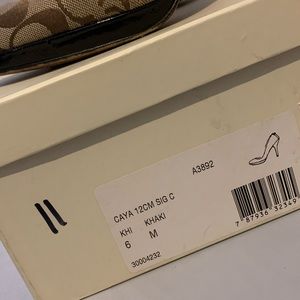 A3892
CAYA 12CM SIG C
KHI KHAKI
6 M
30004232
7 87936 32349